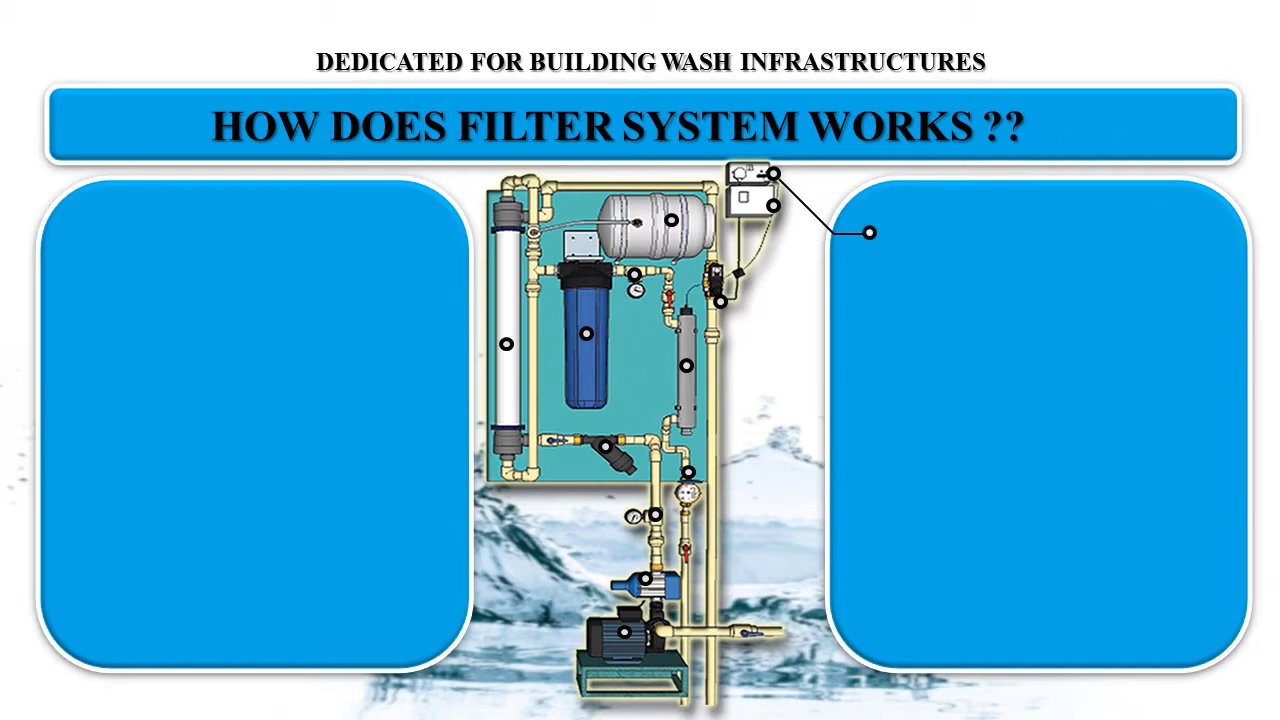 DEDICATED FOR BUILDING WASH INFRASTRUCTURES
HOW DOES FILTER SYSTEM WORKS ??